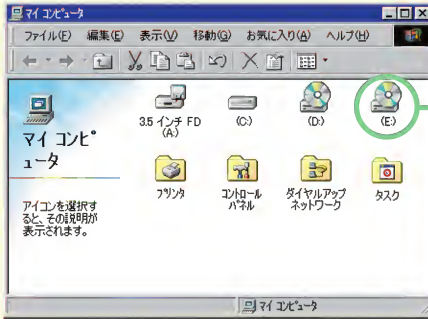 マイ コンピュータ
ファイル(F) 編集(E) 表示(V) 移動(G) お気に入り(A) ヘルプ(H)
マイ コンピ
ュータ
アイコンを選択す
ると、その説明が
表示されます。
3.5 インチ FD
(A:)
(C:)
(D:)
(E:)
プリンタ
コントロール
パネル
ダイヤルアップ
ネットワーク
タスク
マイ コンピュータ